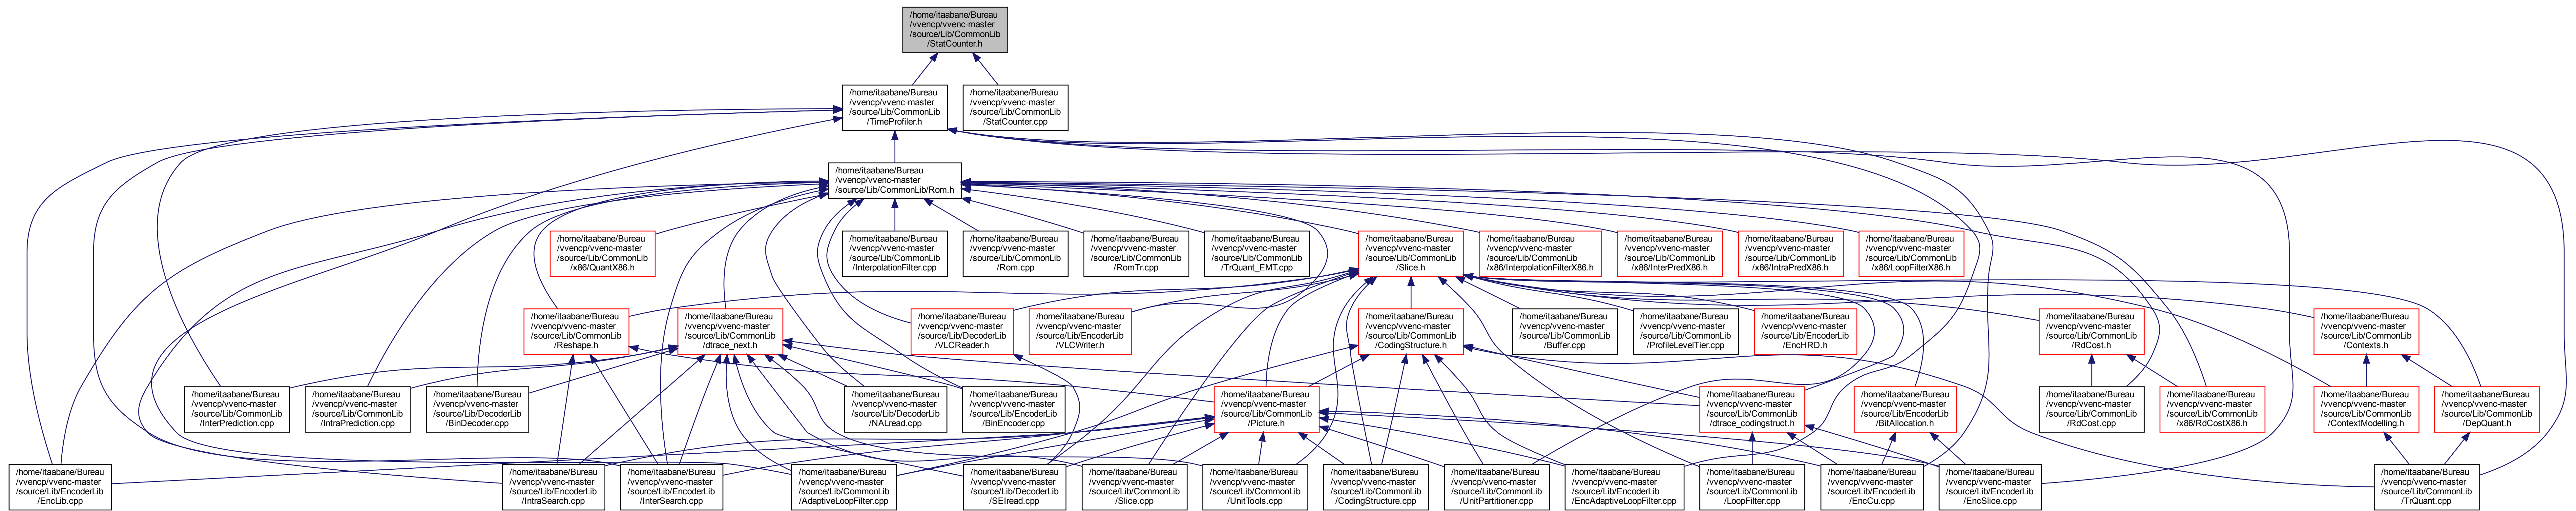 /home/itaabane/Bureau
/vvencp/vvenc-master
/source/Lib/CommonLib
/StatCounter.h
/home/itaabane/Bureau
/vvencp/vvenc-master
/source/Lib/CommonLib
/TimeProfiler.h
/home/itaabane/Bureau
/vvencp/vvenc-master
/source/Lib/CommonLib
/StatCounter.cpp
/home/itaabane/Bureau
/vvencp/vvenc-master
/source/Lib/CommonLib/Rom.h
/home/itaabane/Bureau
/vvencp/vvenc-master
/source/Lib/CommonLib
/x86/QuantX86.h
/home/itaabane/Bureau
/vvencp/vvenc-master
/source/Lib/CommonLib
/InterpolationFilter.cpp
/home/itaabane/Bureau
/vvencp/vvenc-master
/source/Lib/CommonLib
/Rom.cpp
/home/itaabane/Bureau
/vvencp/vvenc-master
/source/Lib/CommonLib
/RomTr.cpp
/home/itaabane/Bureau
/vvencp/vvenc-master
/source/Lib/CommonLib
/TrQuant_EMT.cpp
/home/itaabane/Bureau
/vvencp/vvenc-master
/source/Lib/CommonLib
/Slice.h
/home/itaabane/Bureau
/vvencp/vvenc-master
/source/Lib/CommonLib
/x86/InterpolationFilterX86.h
/home/itaabane/Bureau
/vvencp/vvenc-master
/source/Lib/CommonLib
/x86/InterPredX86.h
/home/itaabane/Bureau
/vvencp/vvenc-master
/source/Lib/CommonLib
/x86/IntraPredX86.h
/home/itaabane/Bureau
/vvencp/vvenc-master
/source/Lib/CommonLib
/x86/LoopFilterX86.h
/home/itaabane/Bureau
/vvencp/vvenc-master
/source/Lib/CommonLib
/Reshape.h
/home/itaabane/Bureau
/vvencp/vvenc-master
/source/Lib/CommonLib
/dtrace_next.h
/home/itaabane/Bureau
/vvencp/vvenc-master
/source/Lib/DecoderLib
/VLCReader.h
/home/itaabane/Bureau
/vvencp/vvenc-master
/source/Lib/EncoderLib
/VLCWriter.h
/home/itaabane/Bureau
/vvencp/vvenc-master
/source/Lib/CommonLib
/CodingStructure.h
/home/itaabane/Bureau
/vvencp/vvenc-master
/source/Lib/CommonLib
/Buffer.cpp
/home/itaabane/Bureau
/vvencp/vvenc-master
/source/Lib/CommonLib
/ProfileLevelTier.cpp
/home/itaabane/Bureau
/vvencp/vvenc-master
/source/Lib/EncoderLib
/EncHRD.h
/home/itaabane/Bureau
/vvencp/vvenc-master
/source/Lib/CommonLib
/RdCost.h
/home/itaabane/Bureau
/vvencp/vvenc-master
/source/Lib/CommonLib
/Contexts.h
/home/itaabane/Bureau
/vvencp/vvenc-master
/source/Lib/CommonLib
/InterPrediction.cpp
/home/itaabane/Bureau
/vvencp/vvenc-master
/source/Lib/CommonLib
/IntraPrediction.cpp
/home/itaabane/Bureau
/vvencp/vvenc-master
/source/Lib/DecoderLib
/BinDecoder.cpp
/home/itaabane/Bureau
/vvencp/vvenc-master
/source/Lib/DecoderLib
/NALread.cpp
/home/itaabane/Bureau
/vvencp/vvenc-master
/source/Lib/EncoderLib
/BinEncoder.cpp
/home/itaabane/Bureau
/vvencp/vvenc-master
/source/Lib/CommonLib
/Picture.h
/home/itaabane/Bureau
/vvencp/vvenc-master
/source/Lib/CommonLib
/dtrace_codingstruct.h
/home/itaabane/Bureau
/vvencp/vvenc-master
/source/Lib/EncoderLib
/BitAllocation.h
/home/itaabane/Bureau
/vvencp/vvenc-master
/source/Lib/CommonLib
/RdCost.cpp
/home/itaabane/Bureau
/vvencp/vvenc-master
/source/Lib/CommonLib
/x86/RdCostX86.h
/home/itaabane/Bureau
/vvencp/vvenc-master
/source/Lib/CommonLib
/ContextModelling.h
/home/itaabane/Bureau
/vvencp/vvenc-master
/source/Lib/CommonLib
/DepQuant.h
/home/itaabane/Bureau
/vvencp/vvenc-master
/source/Lib/EncoderLib
/EncLib.cpp
/home/itaabane/Bureau
/vvencp/vvenc-master
/source/Lib/EncoderLib
/IntraSearch.cpp
/home/itaabane/Bureau
/vvencp/vvenc-master
/source/Lib/EncoderLib
/InterSearch.cpp
/home/itaabane/Bureau
/vvencp/vvenc-master
/source/Lib/CommonLib
/AdaptiveLoopFilter.cpp
/home/itaabane/Bureau
/vvencp/vvenc-master
/source/Lib/DecoderLib
/SEIread.cpp
/home/itaabane/Bureau
/vvencp/vvenc-master
/source/Lib/CommonLib
/Slice.cpp
/home/itaabane/Bureau
/vvencp/vvenc-master
/source/Lib/CommonLib
/UnitTools.cpp
/home/itaabane/Bureau
/vvencp/vvenc-master
/source/Lib/CommonLib
/CodingStructure.cpp
/home/itaabane/Bureau
/vvencp/vvenc-master
/source/Lib/CommonLib
/UnitPartitioner.cpp
/home/itaabane/Bureau
/vvencp/vvenc-master
/source/Lib/EncoderLib
/EncAdaptiveLoopFilter.cpp
/home/itaabane/Bureau
/vvencp/vvenc-master
/source/Lib/CommonLib
/LoopFilter.cpp
/home/itaabane/Bureau
/vvencp/vvenc-master
/source/Lib/EncoderLib
/EncCu.cpp
/home/itaabane/Bureau
/vvencp/vvenc-master
/source/Lib/EncoderLib
/EncSlice.cpp
/home/itaabane/Bureau
/vvencp/vvenc-master
/source/Lib/CommonLib
/TrQuant.cpp